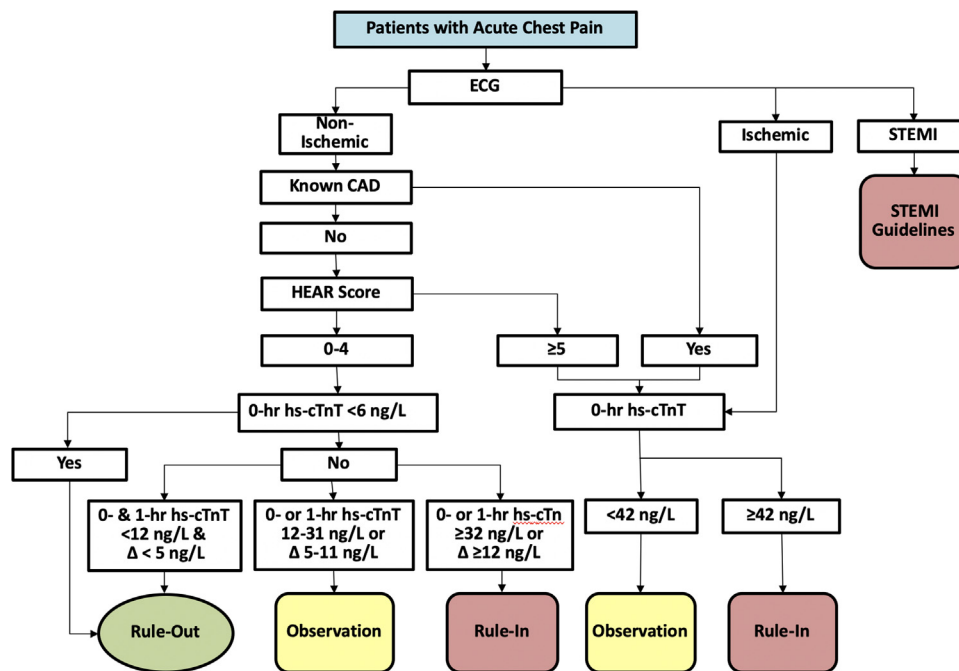 Patients with Acute Chest Pain
ECG
Non-
Ischemic
Ischemic
STEMI
Known CAD
STEMI
Guidelines
No
HEAR Score
0-4
≥5
Yes
0-hr hs-cTnT <6 ng/L
0-hr hs-cTnT
Yes
No
0- & 1-hr hs-cTnT
<12 ng/L &
Δ < 5 ng/L
0- or 1-hr hs-cTnT
12-31 ng/L or
Δ 5-11 ng/L
0- or 1-hr hs-cTn
≥32 ng/L or
Δ ≥12 ng/L
<42 ng/L
≥42 ng/L
Rule-Out
Observation
Rule-In
Observation
Rule-In